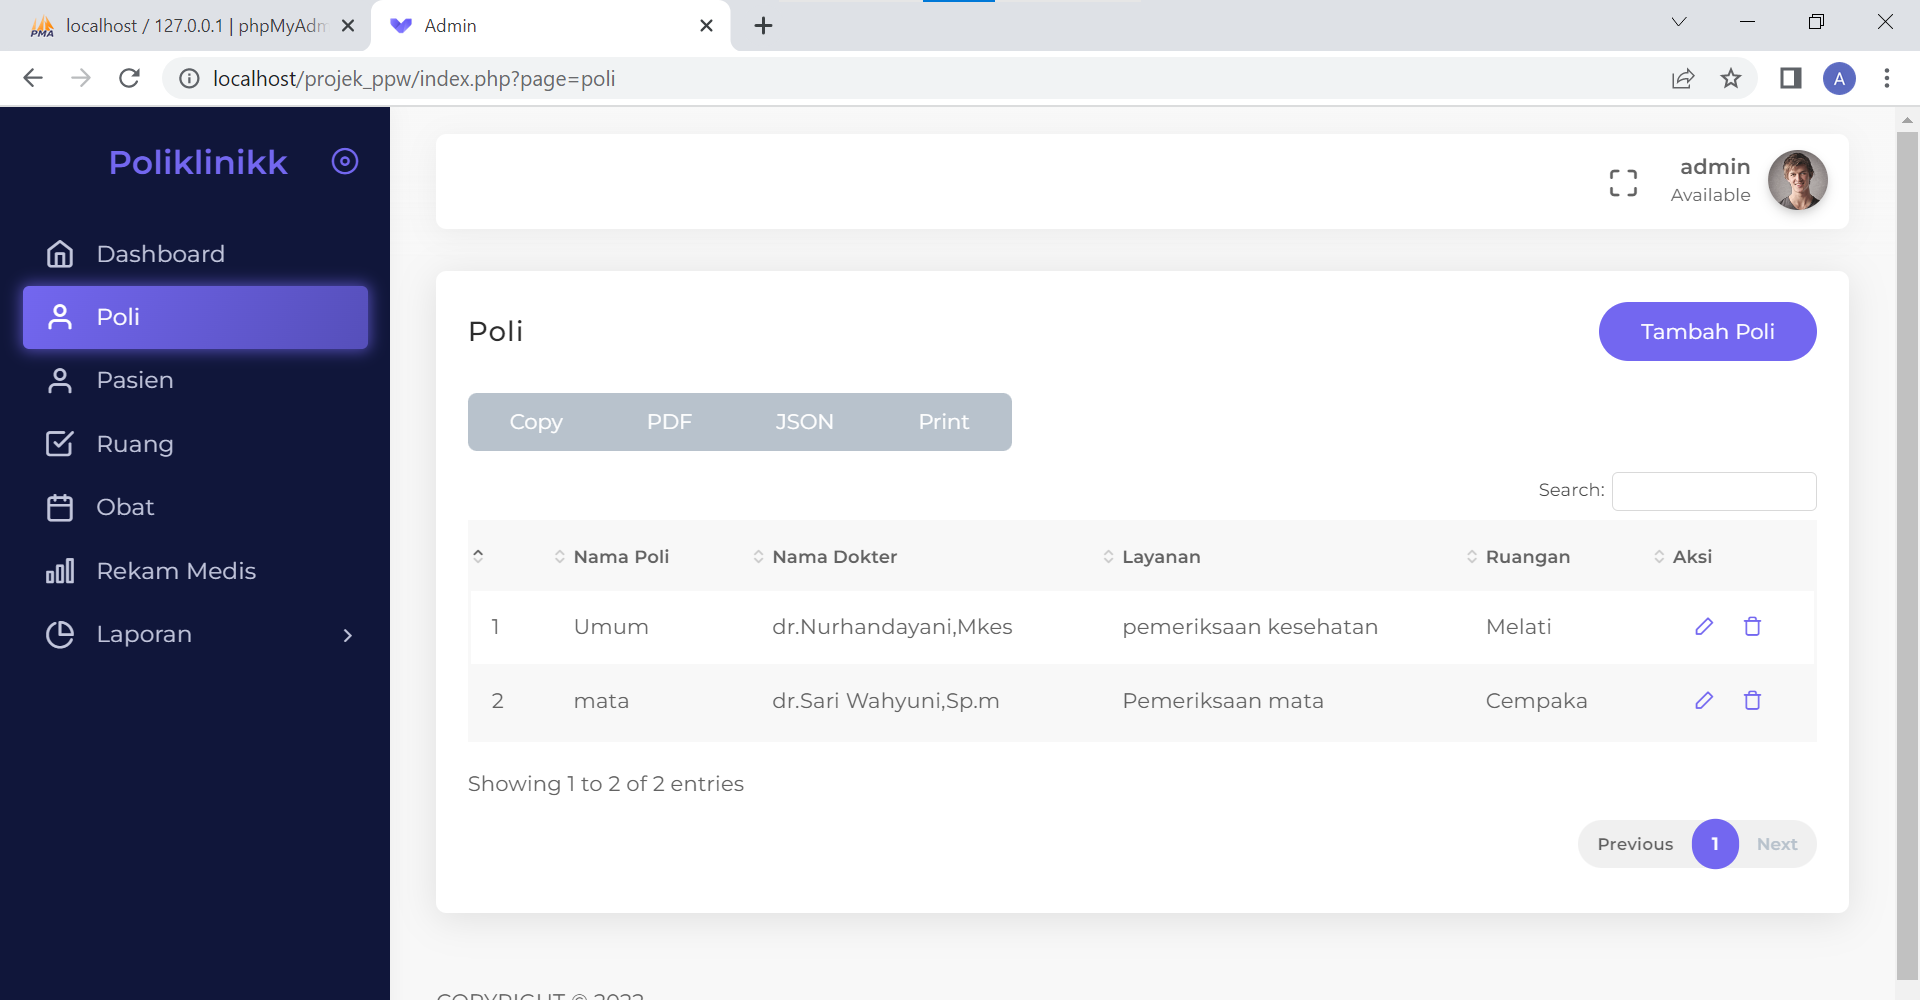 localhost / 127.0.0.1 | phpMyAdm
Admin
localhost/projek_ppw/index.php?page=poli
A
Poliklinikk
Dashboard
Poli
Pasien
Ruang
Obat
Rekam Medis
Laporan
admin
Available
Poli
Tambah Poli
Copy PDF JSON Print
Search:
Nama Poli Nama Dokter Layanan Ruangan Aksi
1 Umum dr.Nurhandayani,Mkes pemeriksaan kesehatan Melati
2 mata dr.Sari Wahyuni,Sp.m Pemeriksaan mata Cempaka
Showing 1 to 2 of 2 entries
Previous 1 Next
COPYRIGHT © 2022